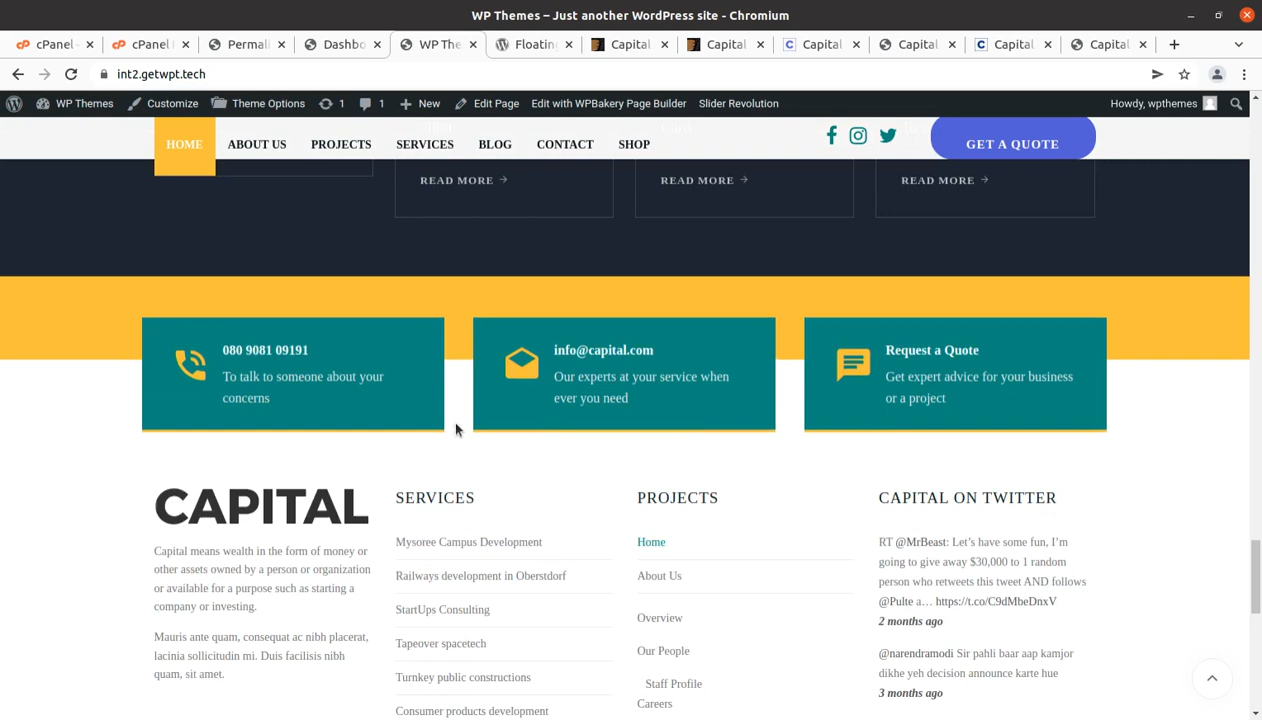 WP Themes – Just another WordPress site - Chromium
cPanel -
cPanel F
Permali
Dashbo
WP The
Floatin
Capital
Capital
Capital
Capital
Capital
Capital
int2.getwpt.tech
WP Themes
Customize
Theme Options
1
1
New
Edit Page
Edit with WPBakery Page Builder
Slider Revolution
Howdy, wpthemes
HOME
ABOUT US
PROJECTS
SERVICES
BLOG
CONTACT
SHOP
GET A QUOTE
READ MORE →
READ MORE →
READ MORE →
080 9081 09191
To talk to someone about your
concerns
info@capital.com
Our experts at your service when
ever you need
Request a Quote
Get expert advice for your business
or a project
CAPITAL
Capital means wealth in the form of money or
other assets owned by a person or organization
or available for a purpose such as starting a
company or investing.
Mauris ante quam, consequat ac nibh placerat,
lacinia sollicitudin mi. Duis facilisis nibh
quam, sit amet.
SERVICES
Mysoree Campus Development
Railways development in Oberstdorf
StartUps Consulting
Tapeover spacetech
Turnkey public constructions
Consumer products development
PROJECTS
Home
About Us
Overview
Our People
Staff Profile
Careers
CAPITAL ON TWITTER
RT @MrBeast: Let’s have some fun, I’m
going to give away $30,000 to 1 random
person who retweets this tweet AND follows
@Pulte a… https://t.co/C9dMbeDnxV
2 months ago
@narendramodi Sir pahli baar aap kamjor
dikhe yeh decision announce karte hue
3 months ago